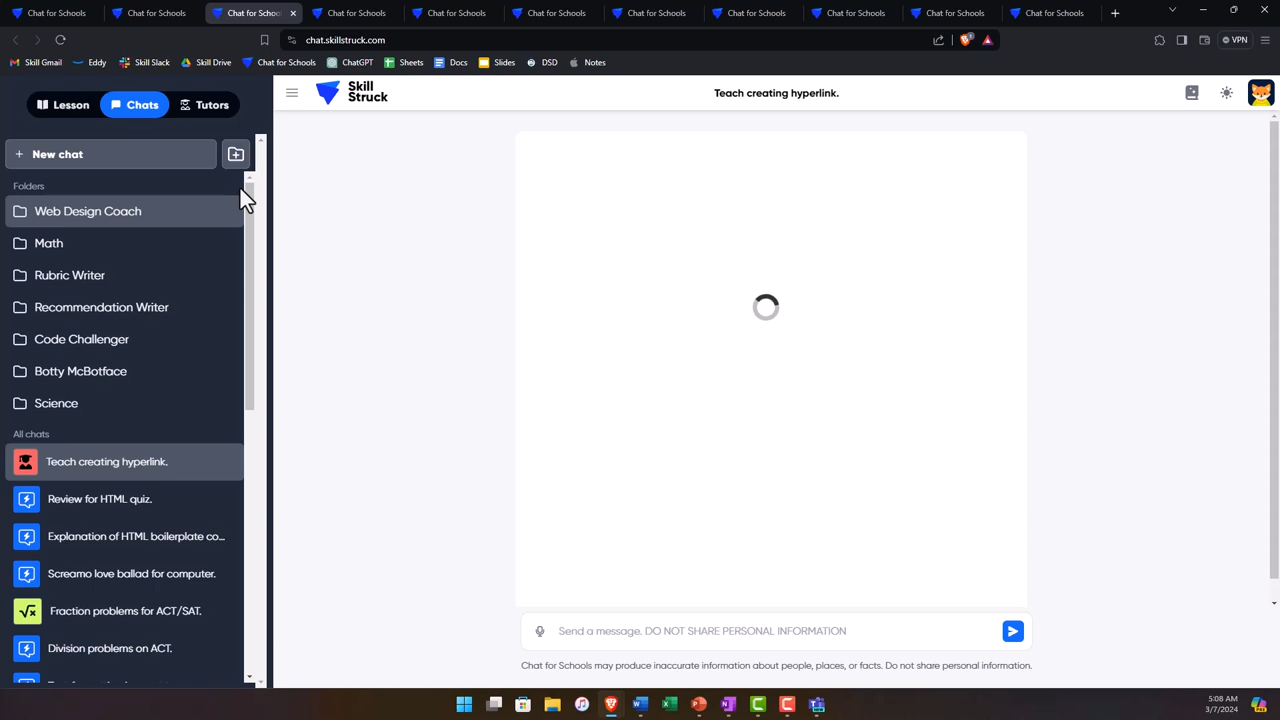 Chat for Schools
Chat for Schools
Chat for Schools
Chat for Schools
Chat for Schools
Chat for Schools
Chat for Schools
Chat for Schools
Chat for Schools
Chat for Schools
Chat for Schools
chat.skillstruck.com
1
VPN
Skill Gmail
Eddy
Skill Slack
Skill Drive
Chat for Schools
ChatGPT
Sheets
Docs
Slides
DSD
Notes
Lesson
Chats
Tutors
Skill
Struck
Teach creating hyperlink.
New chat
Folders
Web Design Coach
Math
Rubric Writer
Recommendation Writer
Code Challenger
Botty McBotface
Science
All chats
Teach creating hyperlink.
Review for HTML quiz.
Explanation of HTML boilerplate co...
Screamo love ballad for computer.
Fraction problems for ACT/SAT.
Division problems on ACT.
Send a message. DO NOT SHARE PERSONAL INFORMATION
Chat for Schools may produce inaccurate information about people, places, or facts. Do not share personal information.
5:08 AM
3/7/2024